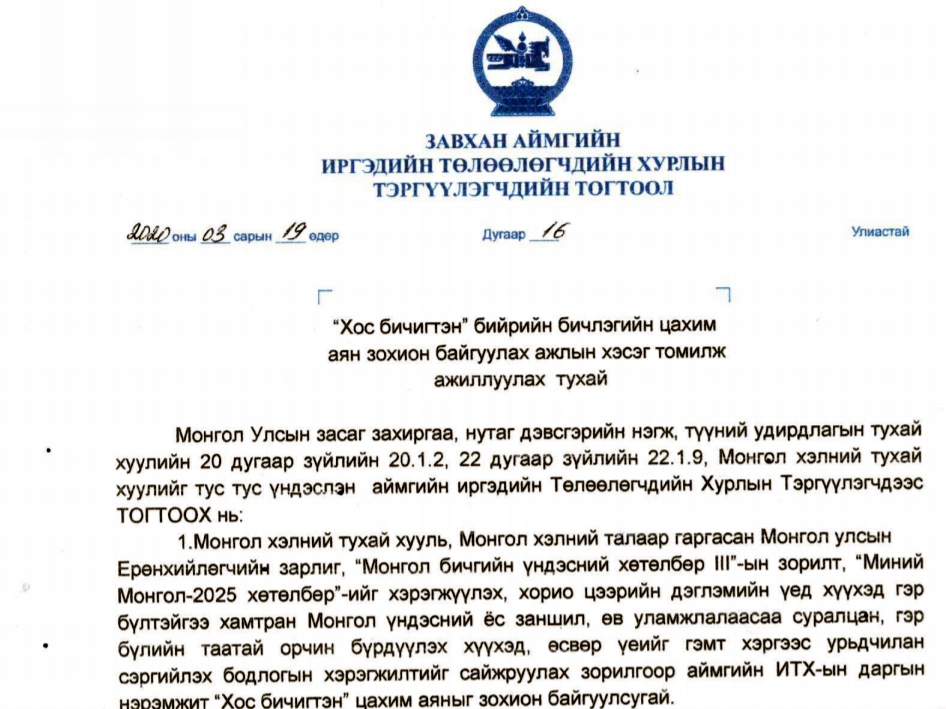 ЗАВХАН АЙМГИЙН
ИРГЭДИЙН ТӨЛӨӨЛӨГЧДИЙН ХУРЛЫН
ТЭРГҮҮЛЭГЧДИЙН ТОГТООЛ
2020 оны 03 сарын 19 өдөр Дугаар 16 Улиастай
“Хос бичигтэн” бийрийн бичлэгийн цахим
аян зохион байгуулах ажлын хэсэг томилж
ажиллуулах тухай
Монгол Улсын засаг захиргаа, нутаг дэвсгэрийн нэгж, түүний удирдлагын тухай
хуулийн 20 дугаар зүйлийн 20.1.2, 22 дугаар зүйлийн 22.1.9, Монгол хэлний тухай
хуулийг тус тус үндэслэн аймгийн иргэдийн Төлөөлөгчдийн Хурлын Тэргүүлэгчдээс
ТОГТООХ нь:
1.Монгол хэлний тухай хууль, Монгол хэлний талаар гаргасан Монгол улсын
Ерөнхийлөгчийн зарлиг, “Монгол бичгийн үндэсний хөтөлбөр III”-ын зорилт, “Миний
Монгол-2025 хөтөлбөр”-ийг хэрэгжүүлэх, хорио цээрийн дэглэмийн үед хүүхэд гэр
бүлтэйгээ хамтран Монгол үндэсний ёс заншил, өв уламжлалаасаа суралцан, гэр
бүлийн таатай орчин бүрдүүлэх хүүхэд, өсвөр үеийг гэмт хэргээс урьдчилан
сэргийлэх бодлогын хэрэгжилтийг сайжруулах зорилгоор аймгийн ИТХ-ын даргын
нэрэмжит “Хос бичигтэн” цахим аяныг зохион байгуулсугай.